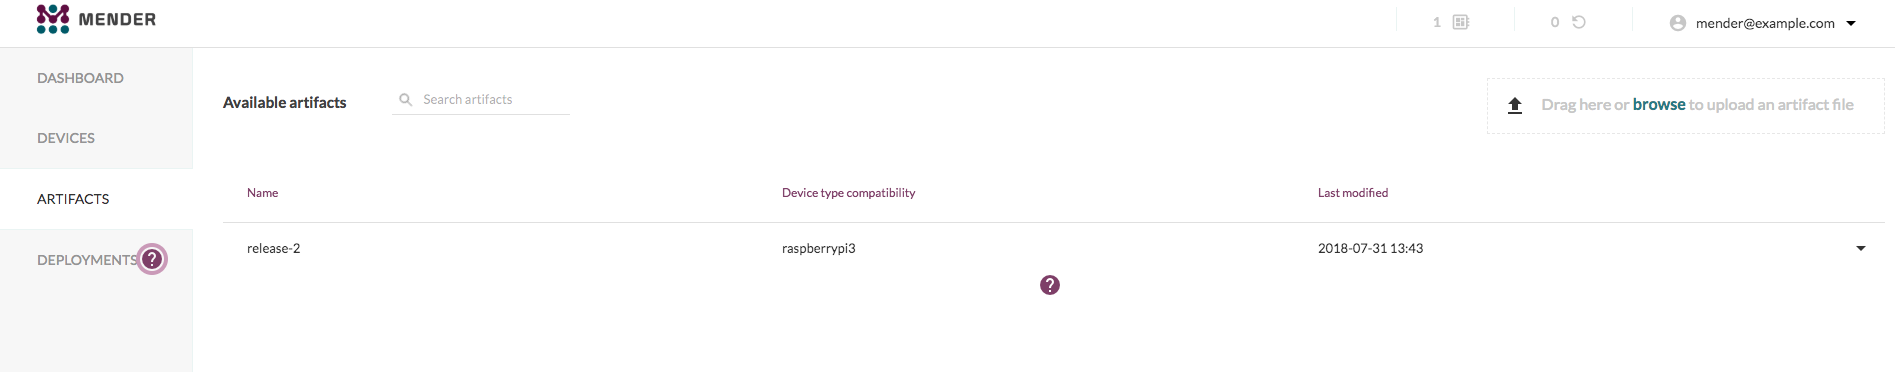 MENDER
1
0
mender@example.com
DASHBOARD
DEVICES
ARTIFACTS
DEPLOYMENTS
?
Available artifacts
Search artifacts
Drag here or browse to upload an artifact file
Name Device type compatibility Last modified
release-2 raspberrypi3 2018-07-31 13:43
?